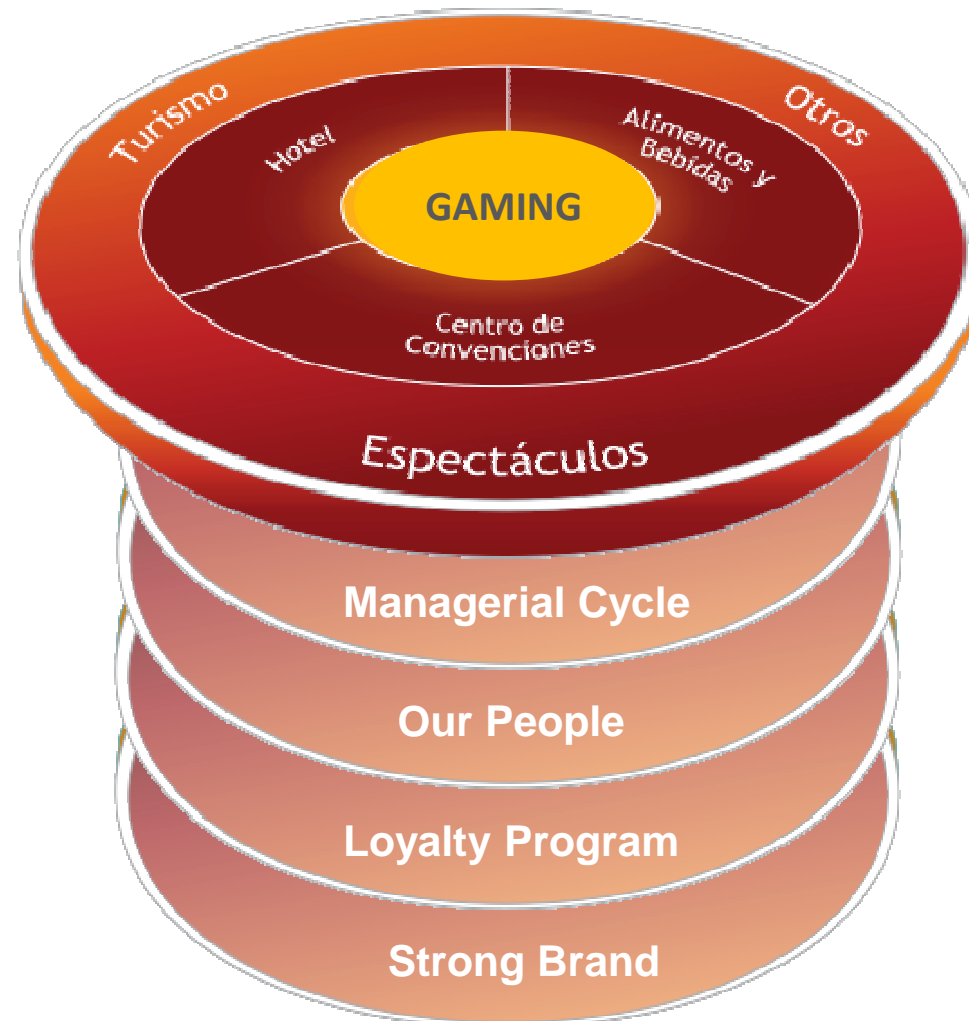 Turismo
Otros
Hotel
Alimentos y
Bebidas
GAMING
Centro de
Convenciones
Espectáculos
Managerial Cycle
Our People
Loyalty Program
Strong Brand